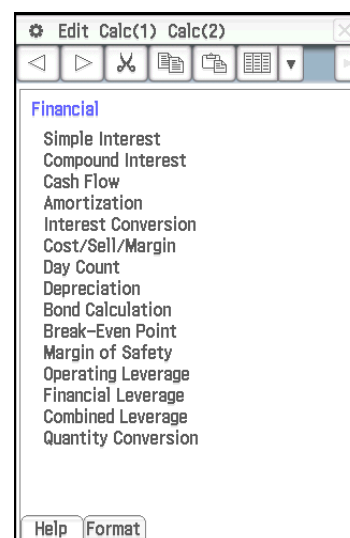 Edit Calc(1) Calc(2)
Financial
Simple Interest
Compound Interest
Cash Flow
Amortization
Interest Conversion
Cost/Sell/Margin
Day Count
Depreciation
Bond Calculation
Break-Even Point
Margin of Safety
Operating Leverage
Financial Leverage
Combined Leverage
Quantity Conversion
Help Format